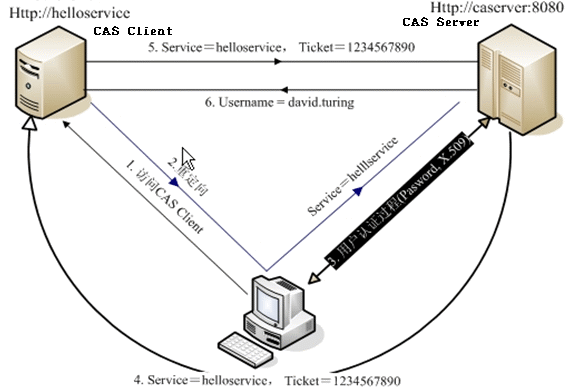 Http://helloservice
Http://caserver:8080
CAS Client
CAS Server
5. Service＝helloservice， Ticket＝1234567890
6. Username = david.turing
2.重定向
1. 访问CAS Client
Service＝helllservice
3. 用户认证过程(Pasword, X.509)
4. Service＝helloservice， Ticket＝1234567890